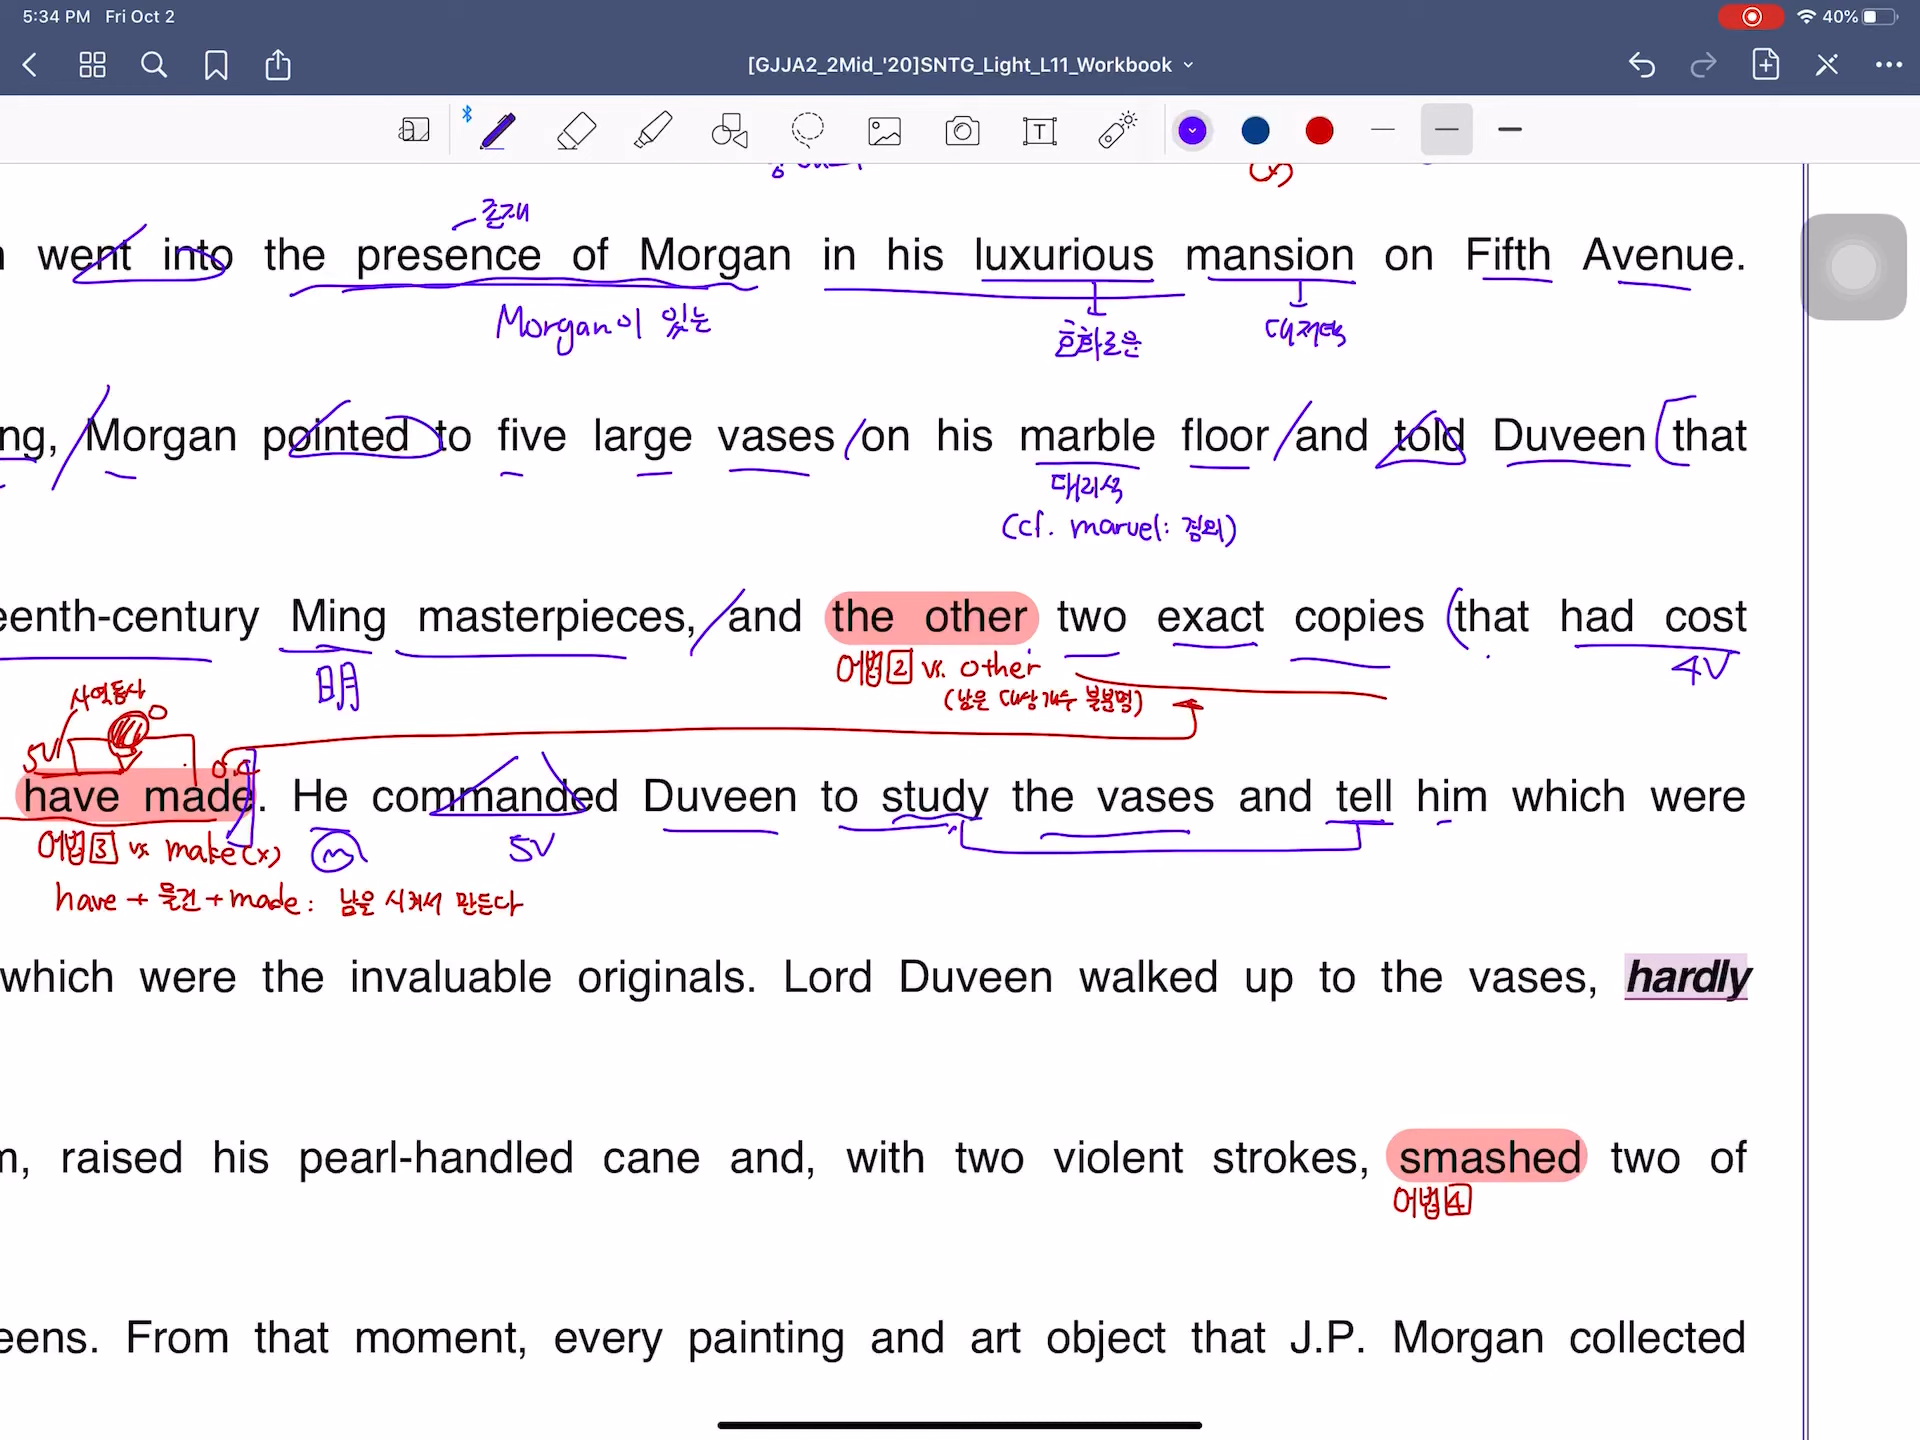 5:34 PM Fri Oct 2
40%
[GJJA2_2Mid_'20]SNTG_Light_L11_Workbook
존재
went into the presence of Morgan in his luxurious mansion on Fifth Avenue.
Morgan이 있는
호화로운
대저택
ng, Morgan pointed to five large vases on his marble floor and told Duveen that
대리석
(cf. marvel: 경외)
eenth-century Ming masterpieces, and the other two exact copies (that had cost
明
어법2 vs. other
(남은 대상 개수 불분명)
4V
사역동사
O
5V
o.c
have made. He commanded Duveen to study the vases and tell him which were
어법3 vs make(x)
M
5V
have + 물건 + made: 남을 시켜서 만든다
which were the invaluable originals. Lord Duveen walked up to the vases, hardly
m, raised his pearl-handled cane and, with two violent strokes, smashed two of
어법4
eens. From that moment, every painting and art object that J.P. Morgan collected